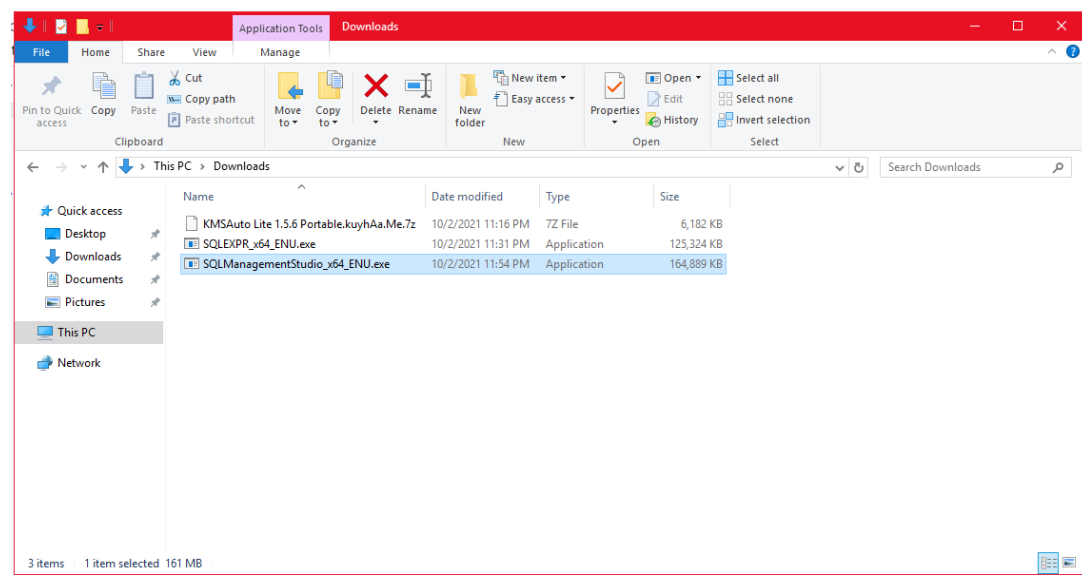 Application Tools Downloads
File Home Share View Manage
Pin to Quick access
Copy
Paste
Cut
Copy path
Paste shortcut
Clipboard
Move to
Copy to
Delete
Rename
Organize
New folder
New item
Easy access
New
Properties
Open
Edit
History
Open
Select all
Select none
Invert selection
Select
This PC > Downloads
Search Downloads
Quick access
Desktop
Downloads
Documents
Pictures
This PC
Network
Name Date modified Type Size
KMSAuto Lite 1.5.6 Portable.kuyhAa.Me.7z 10/2/2021 11:16 PM 7Z File 6,182 KB
SQLEXPR_x64_ENU.exe 10/2/2021 11:31 PM Application 125,324 KB
SQLManagementStudio_x64_ENU.exe 10/2/2021 11:54 PM Application 164,889 KB
3 items 1 item selected 161 MB